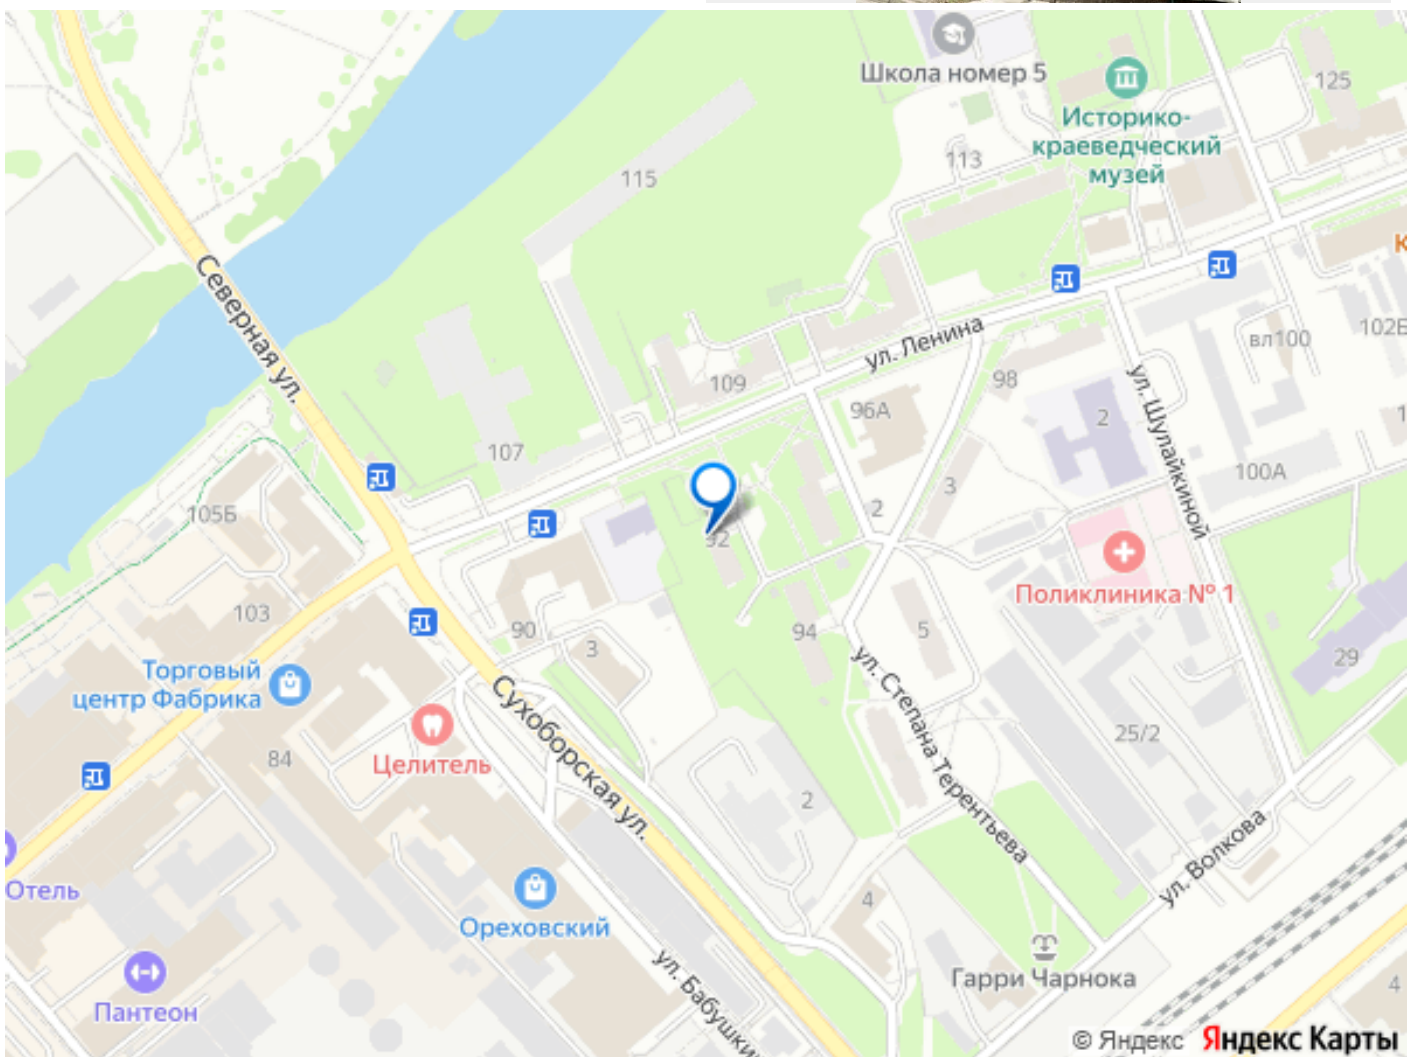 Школа номер 5
125
Историко-
краеведческий
музей
113
115
К
Северная ул.
ул. Ленина
вл100
102Б
109
98
96А
2
ул. Шулайкиной
107
100А
1
105Б
3
2
92
Поликлиника № 1
103
90
3
94
5
29
Торговый
центр Фабрика
ул. Степана Терентьева
Сухоборская ул.
25/2
84
Целитель
2
ул. Волкова
Отель
4
Ореховский
Гарри Чарнока
ул. Бабушки
4
Пантеон
© Яндекс Яндекс Карты